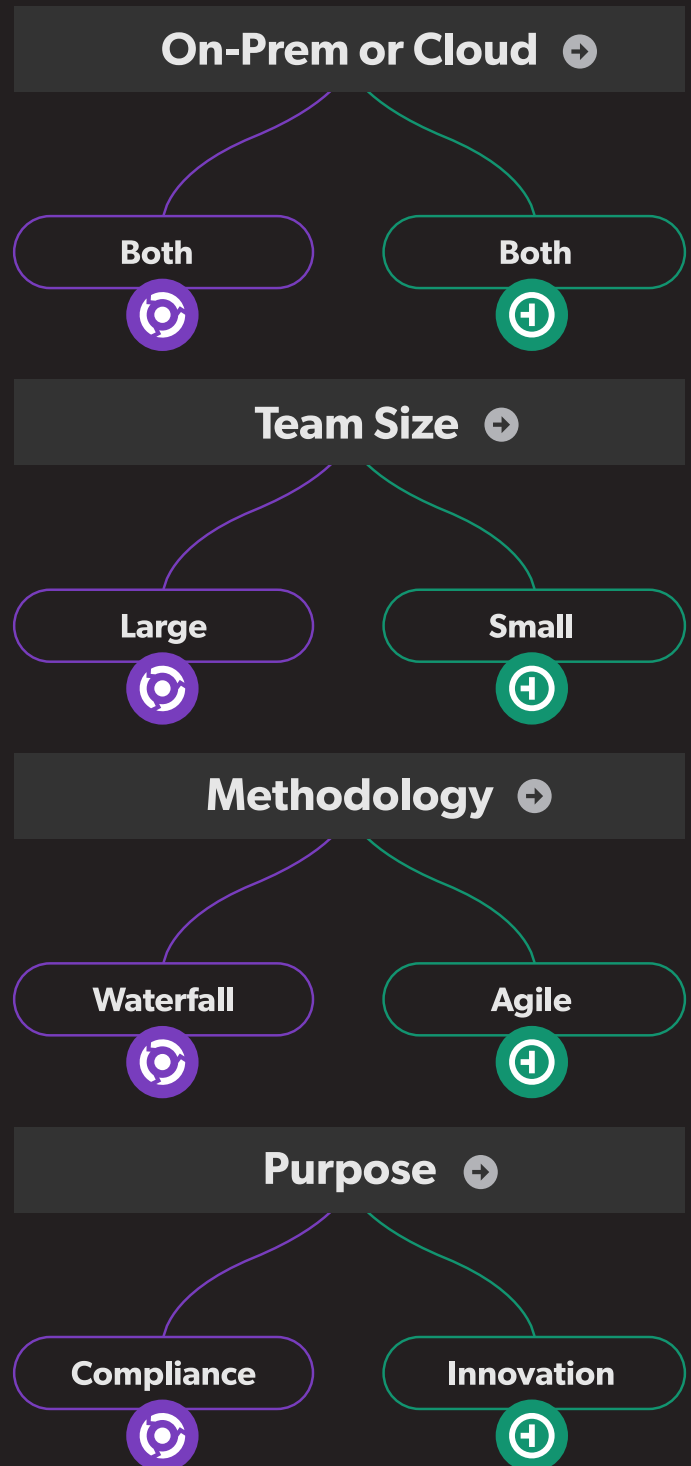 On-Prem or Cloud
Both
Both
Team Size
Large
Small
Methodology
Waterfall
Agile
Purpose
Compliance
Innovation